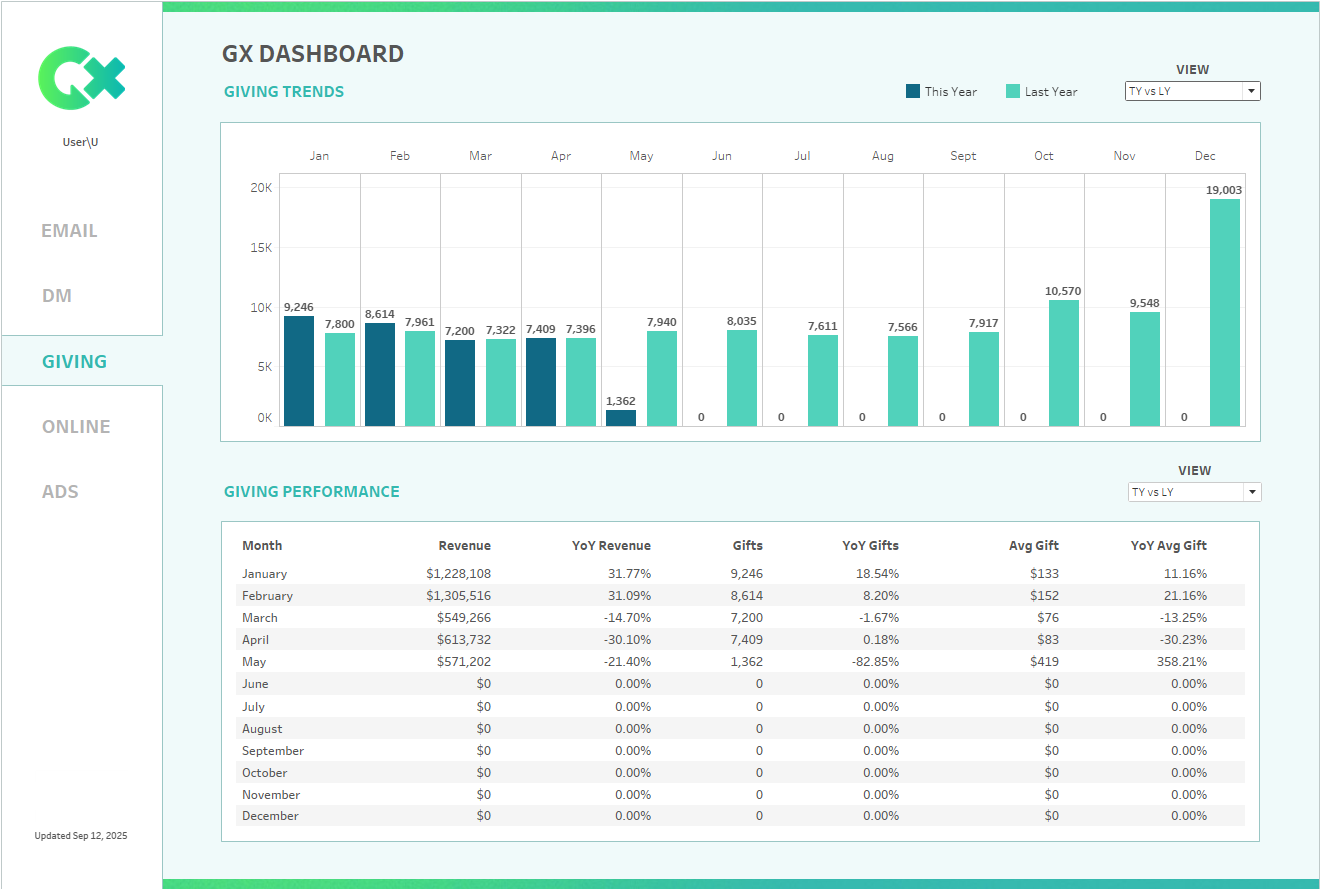 GX DASHBOARD
GIVING TRENDS
This Year Last Year
VIEW
TY vs LY
User\U
EMAIL
DM
GIVING
ONLINE
ADS
Updated Sep 12, 2025
Jan Feb Mar Apr May Jun Jul Aug Sept Oct Nov Dec
20K
15K
10K
5K
0K
9,246 7,800 8,614 7,961 7,200 7,322 7,409 7,396 1,362 7,940 0 8,035 0 7,611 0 7,566 0 7,917 0 10,570 0 9,548 0 19,003
GIVING PERFORMANCE
VIEW
TY vs LY
Month Revenue YoY Revenue Gifts YoY Gifts Avg Gift YoY Avg Gift
January $1,228,108 31.77% 9,246 18.54% $133 11.16%
February $1,305,516 31.09% 8,614 8.20% $152 21.16%
March $549,266 -14.70% 7,200 -1.67% $76 -13.25%
April $613,732 -30.10% 7,409 0.18% $83 -30.23%
May $571,202 -21.40% 1,362 -82.85% $419 358.21%
June $0 0.00% 0 0.00% $0 0.00%
July $0 0.00% 0 0.00% $0 0.00%
August $0 0.00% 0 0.00% $0 0.00%
September $0 0.00% 0 0.00% $0 0.00%
October $0 0.00% 0 0.00% $0 0.00%
November $0 0.00% 0 0.00% $0 0.00%
December $0 0.00% 0 0.00% $0 0.00%